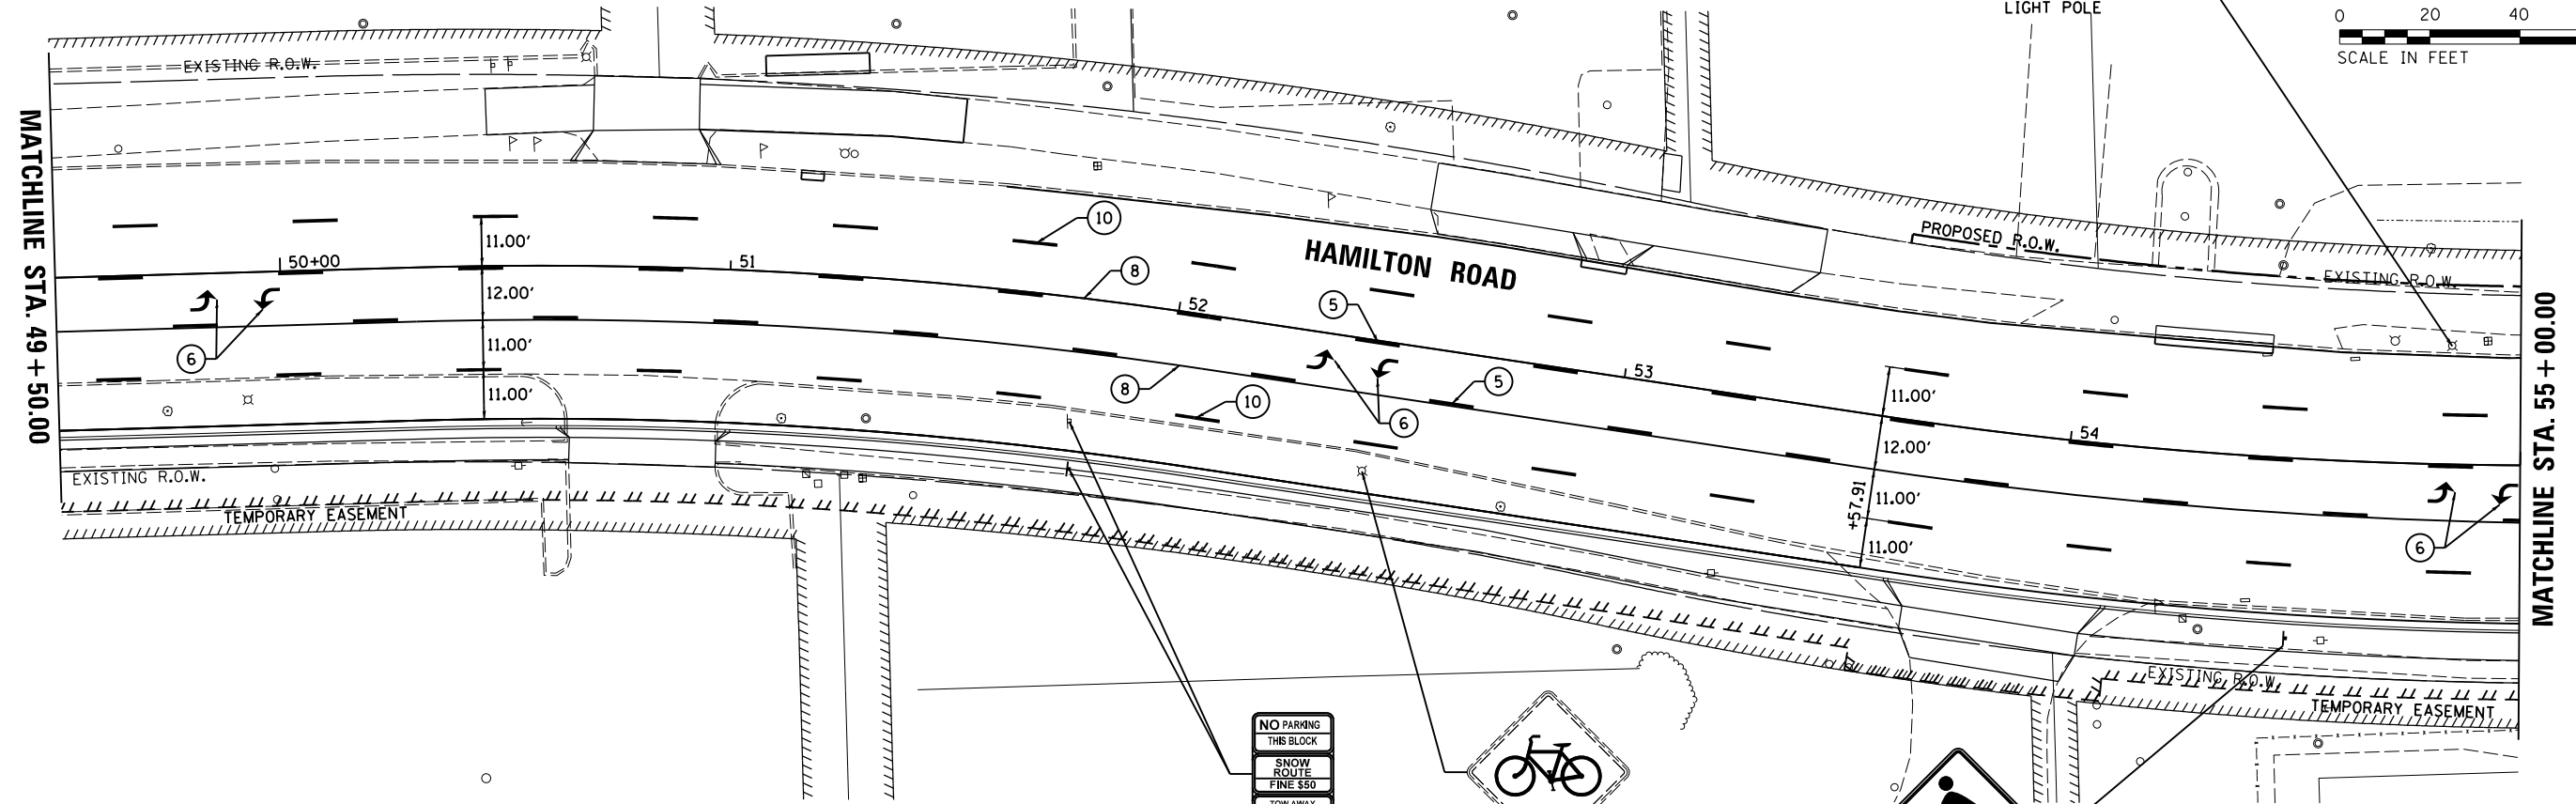 LIGHT POLE
0 20 40
SCALE IN FEET
EXISTING R.O.W.
MATCHLINE STA. 49+50.00
10
11.00'
50+00
51
8
HAMILTON ROAD
PROPOSED R.O.W.
EXISTING R.O.W.
12.00'
52
5
6
11.00'
53
11.00'
8
5
10
6
11.00'
54
12.00'
MATCHLINE STA. 55+00.00
EXISTING R.O.W.
+57.91
11.00'
TEMPORARY EASEMENT
11.00'
6
EXISTING R.O.W.
TEMPORARY EASEMENT
NO PARKING
THIS BLOCK
SNOW
ROUTE
FINE $50
TOW AWAY